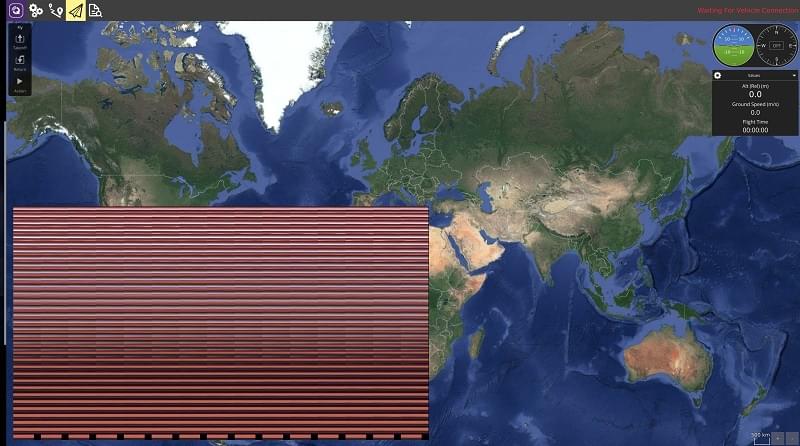 Waiting For Vehicle Connection
Fly
Takeoff
Return
Action
N
W
E
S
OFF
Values
Alt (Rel) (m)
0.0
Ground Speed (m/s)
0.0
Flight Time
00:00:00
500 km